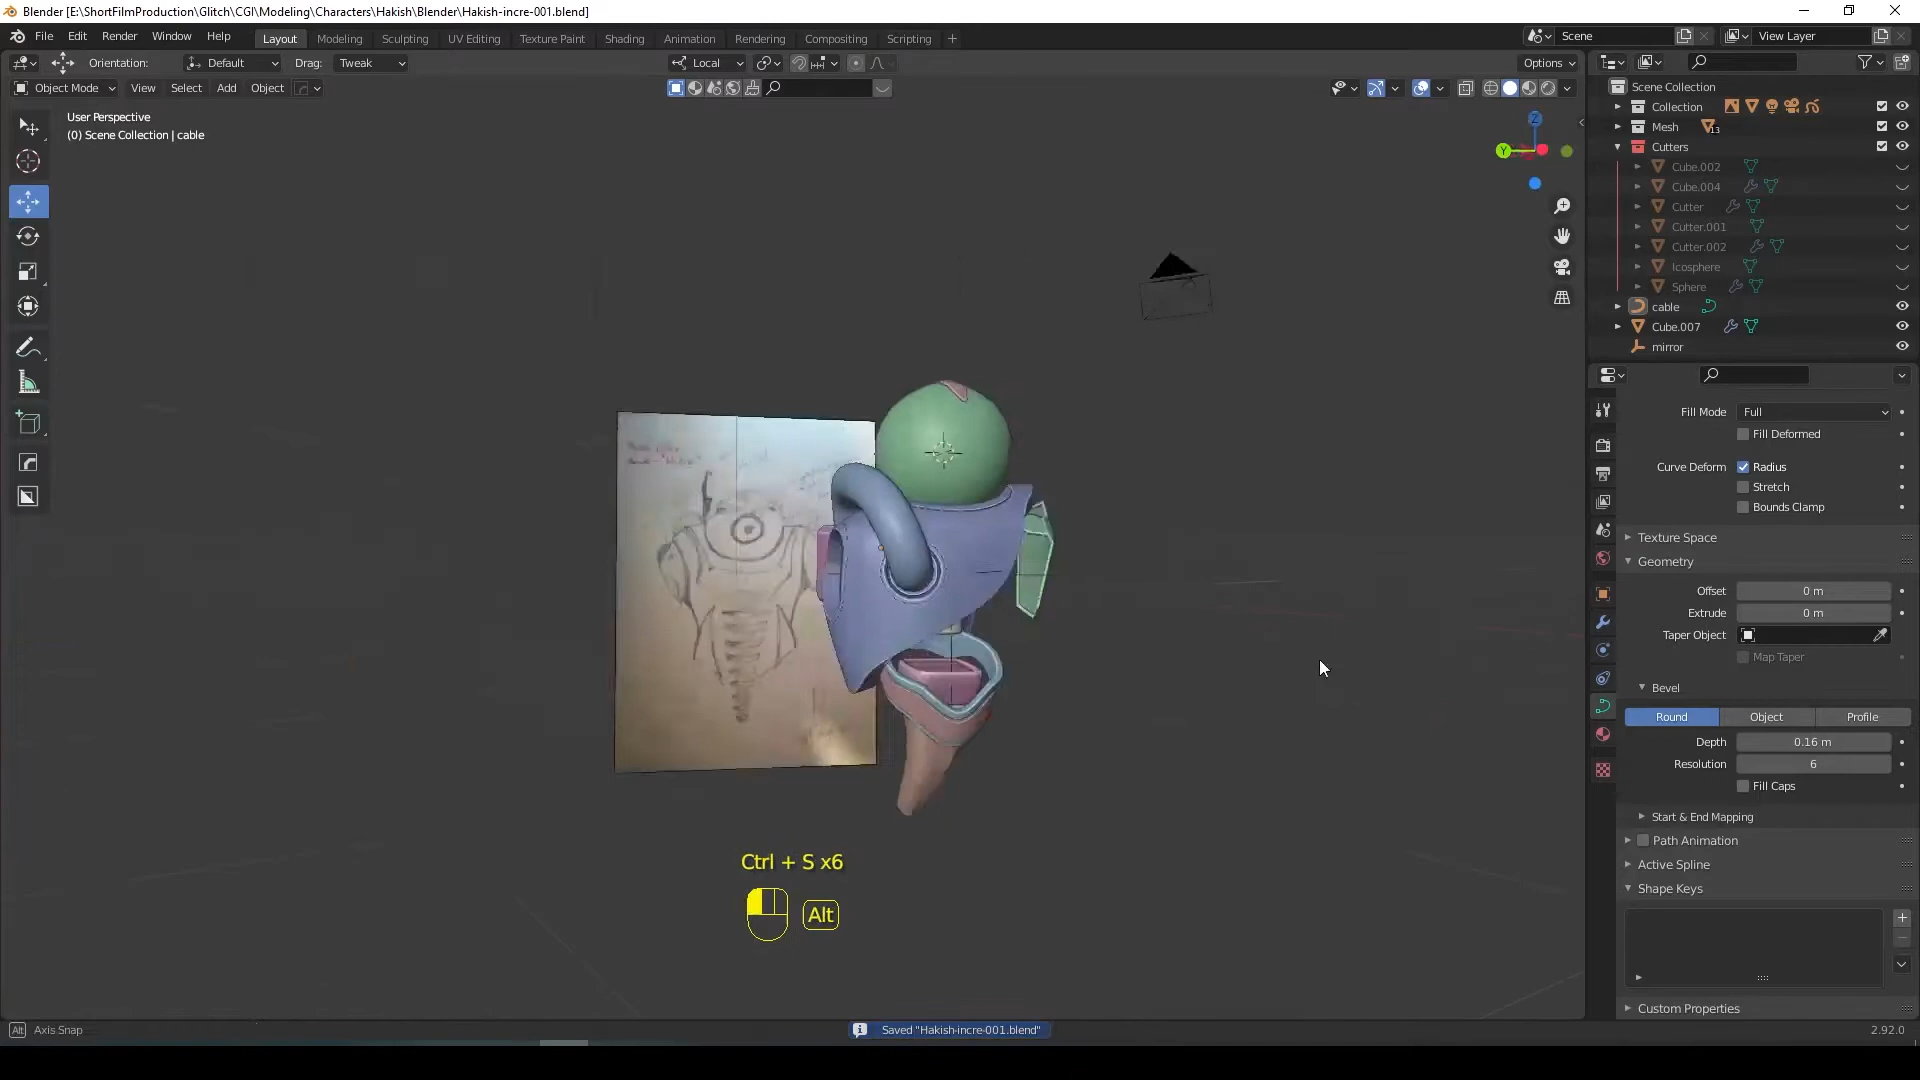 Blender [E:\ShortFilmProduction\Glitch\CGI\Modeling\Characters\Hakish\Blender\Hakish-incre-001.blend]
File Edit Render Window Help
Layout Modeling Sculpting UV Editing Texture Paint Shading Animation Rendering Compositing Scripting +
Scene View Layer
Orientation: Default Drag: Tweak Local Options
Object Mode View Select Add Object
User Perspective
(0) Scene Collection | cable
Z
Y
Scene Collection
Collection
Mesh 13
Cutters
Cube.002
Cube.004
Cutter
Cutter.001
Cutter.002
Icosphere
Sphere
cable
Cube.007
mirror
Fill Mode Full
Fill Deformed
Curve Deform Radius
Stretch
Bounds Clamp
Texture Space
Geometry
Offset 0 m
Extrude 0 m
Taper Object
Map Taper
Bevel
Round Object Profile
Depth 0.16 m
Resolution 6
Fill Caps
Start & End Mapping
Path Animation
Active Spline
Shape Keys
Custom Properties
Ctrl + S x6
Alt
Alt Axis Snap
Saved "Hakish-incre-001.blend"
2.92.0